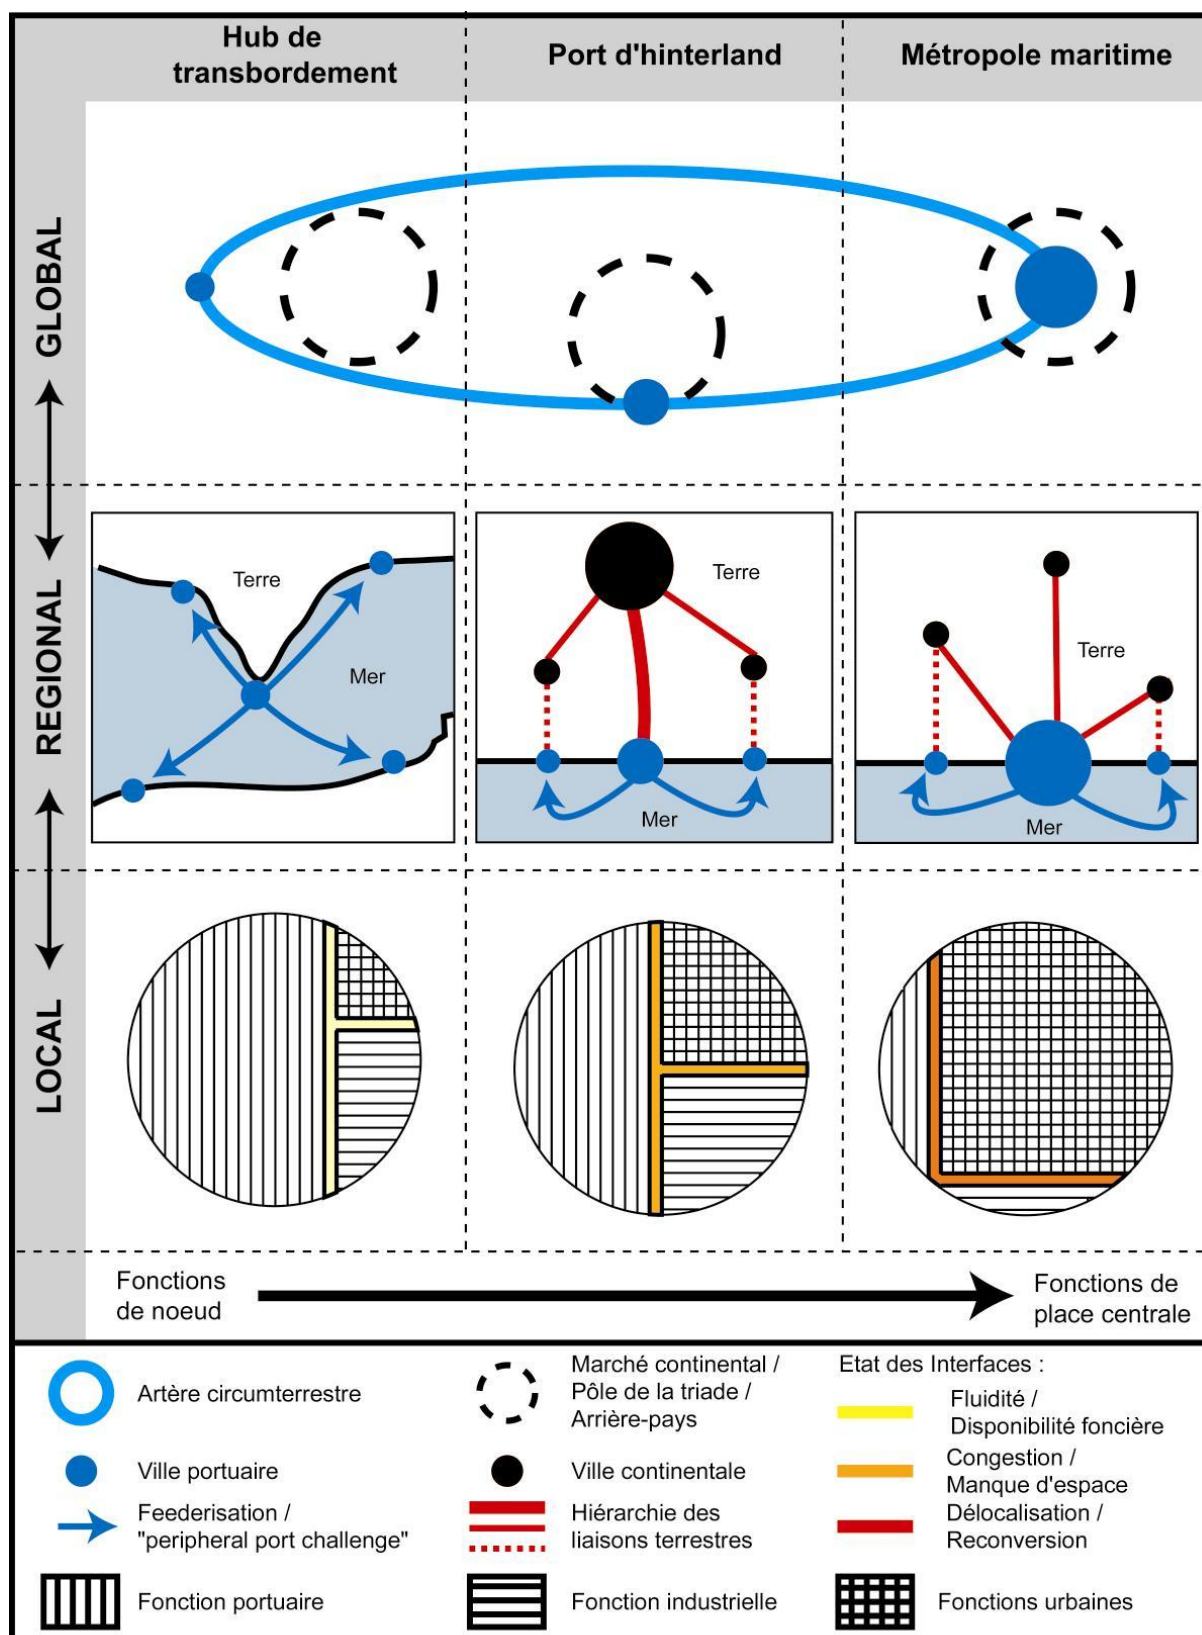 Hub de
transbordement
Port d'hinterland
Métropole maritime
GLOBAL
REGIONAL
Terre
Mer
Terre
Mer
Terre
Mer
LOCAL
Fonctions
de noeud
Fonctions de
place centrale
Artère circumterrestre
Marché continental /
Pôle de la triade /
Arrière-pays
Etat des Interfaces :
Fluidité /
Disponibilité foncière
Ville portuaire
Ville continentale
Congestion /
Manque d'espace
Feederisation /
"peripheral port challenge"
Hiérarchie des
liaisons terrestres
Délocalisation /
Reconversion
Fonction portuaire
Fonction industrielle
Fonctions urbaines